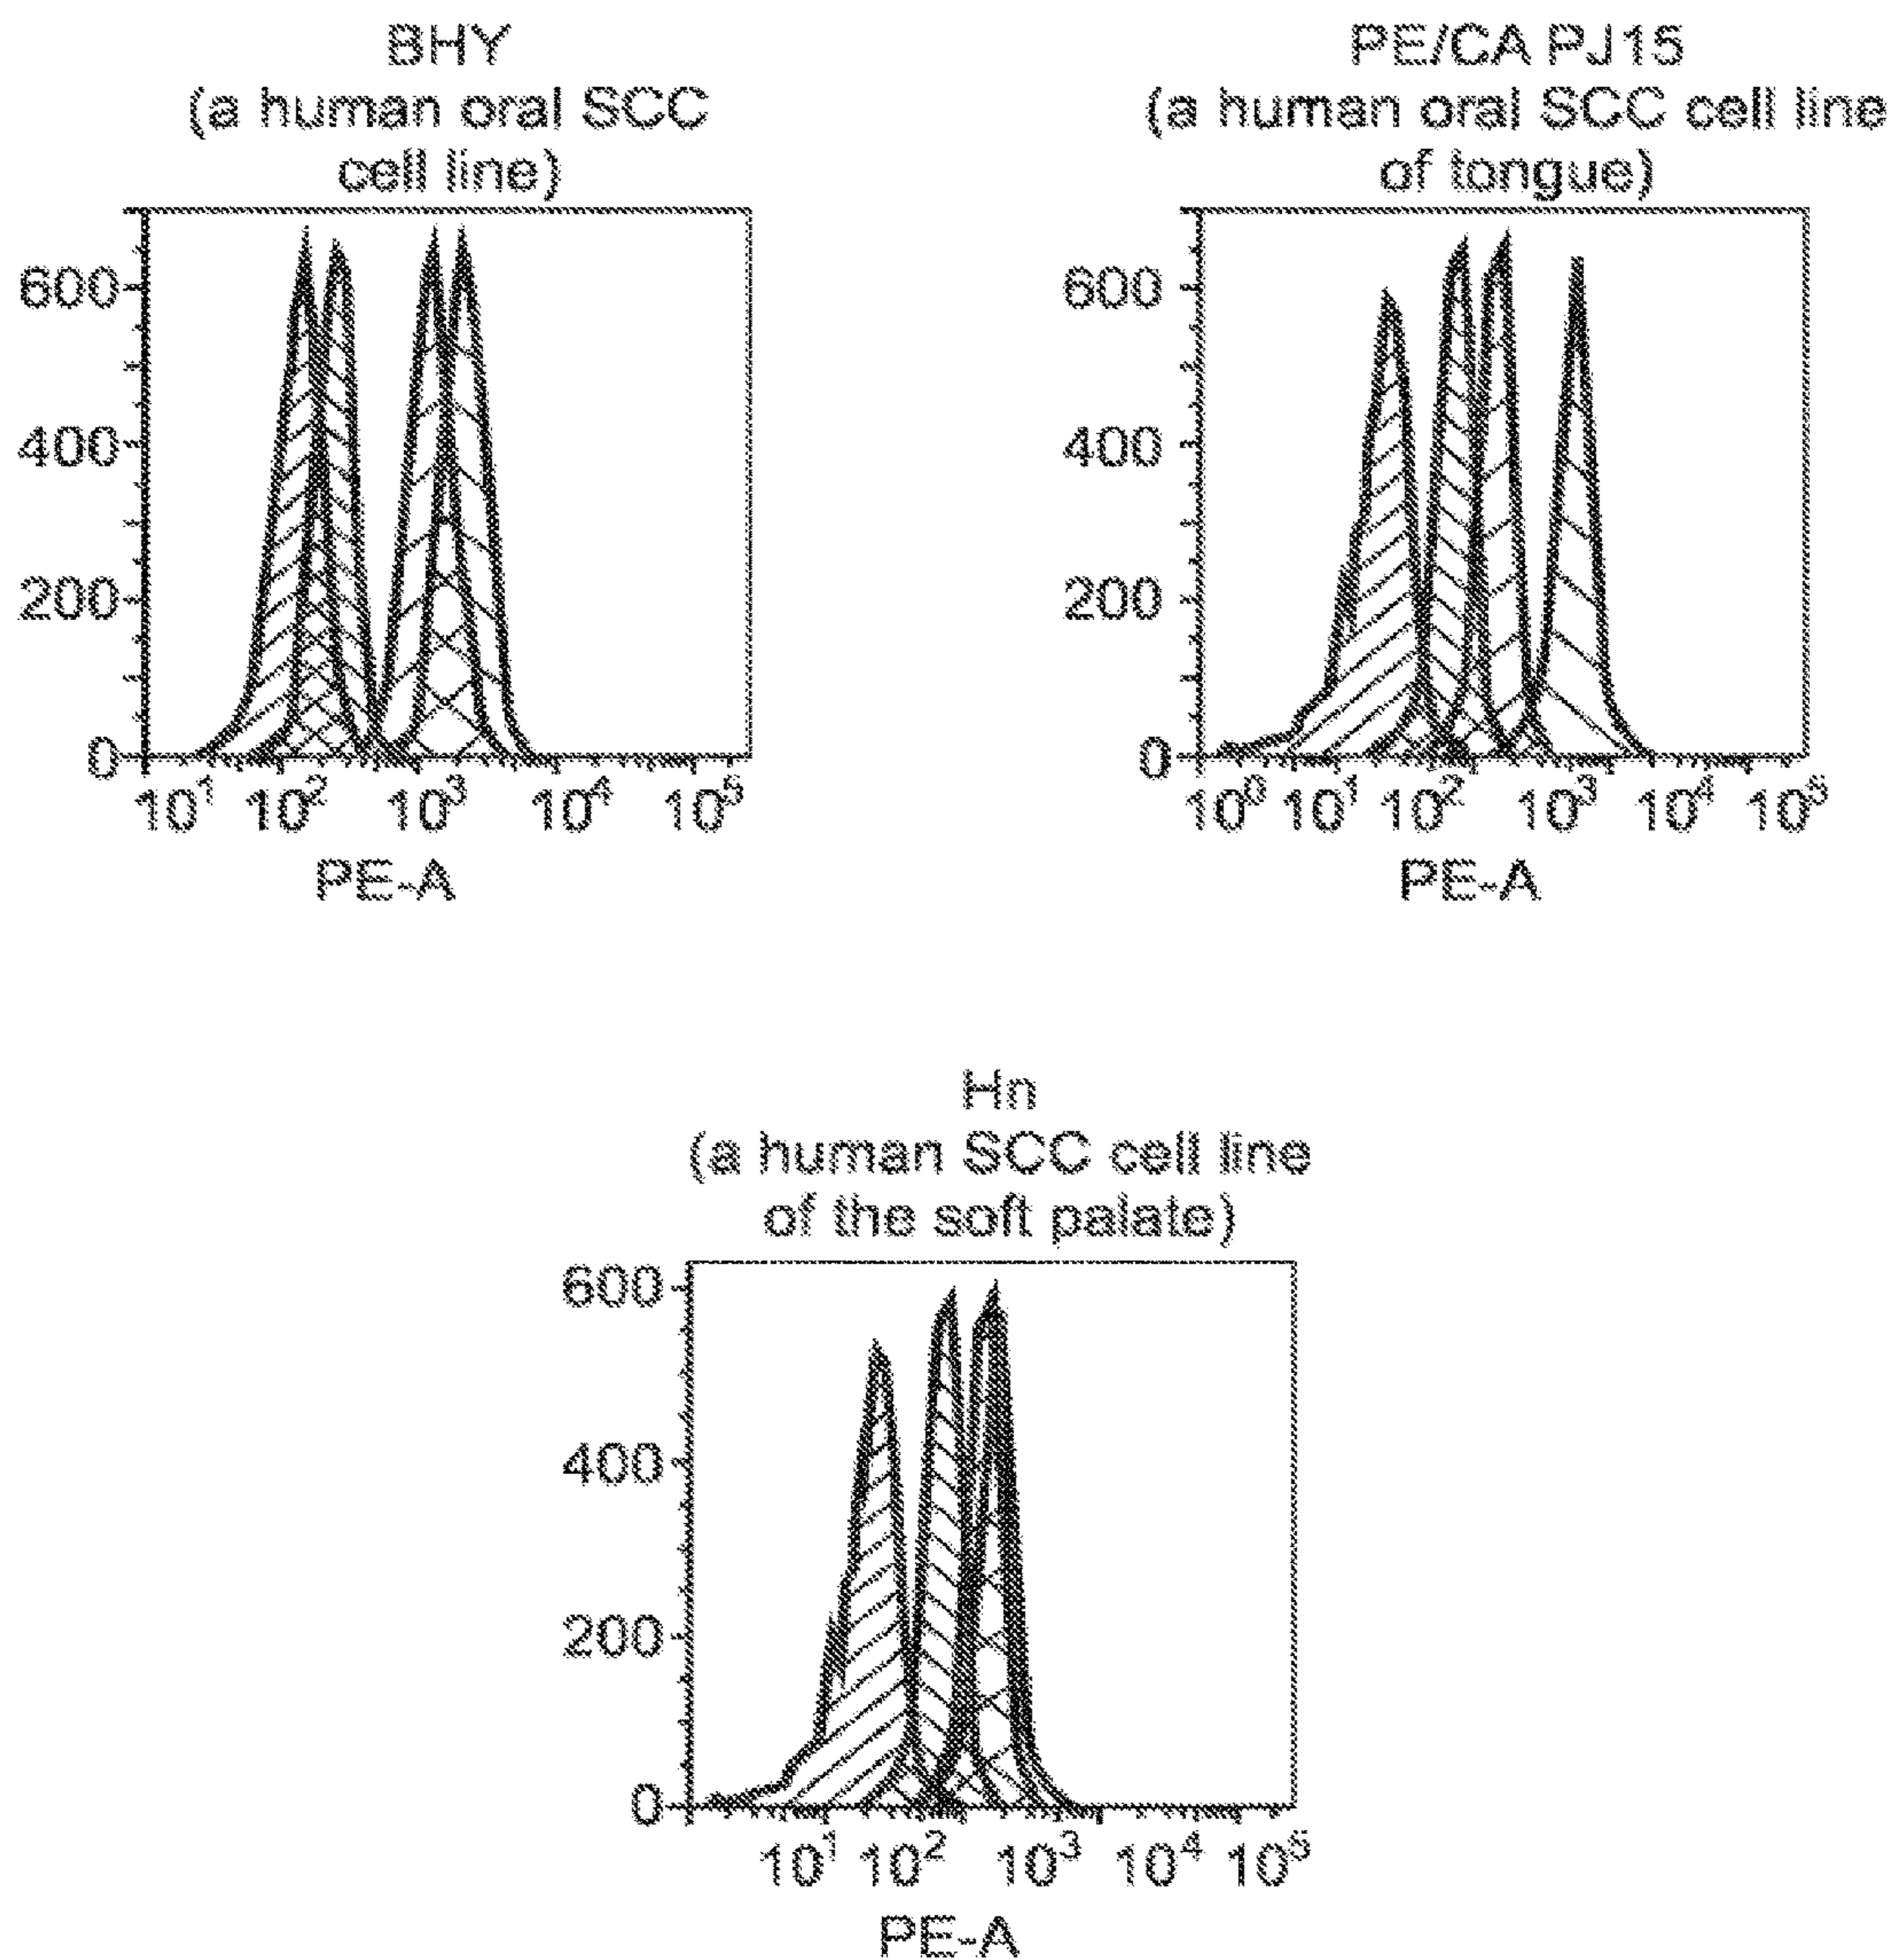 BHY
(a human oral SCC
cell line)
600
400
200
0
10¹ 10² 10³ 10⁴ 10⁵
PE-A
PE/CA PJ15
(a human oral SCC cell line
of tongue)
600
400
200
0
10⁰ 10¹ 10² 10³ 10⁴ 10⁵
PE-A
Hn
(a human SCC cell line
of the soft palate)
600
400
200
0
10¹ 10² 10³ 10⁴ 10⁵
PE-A